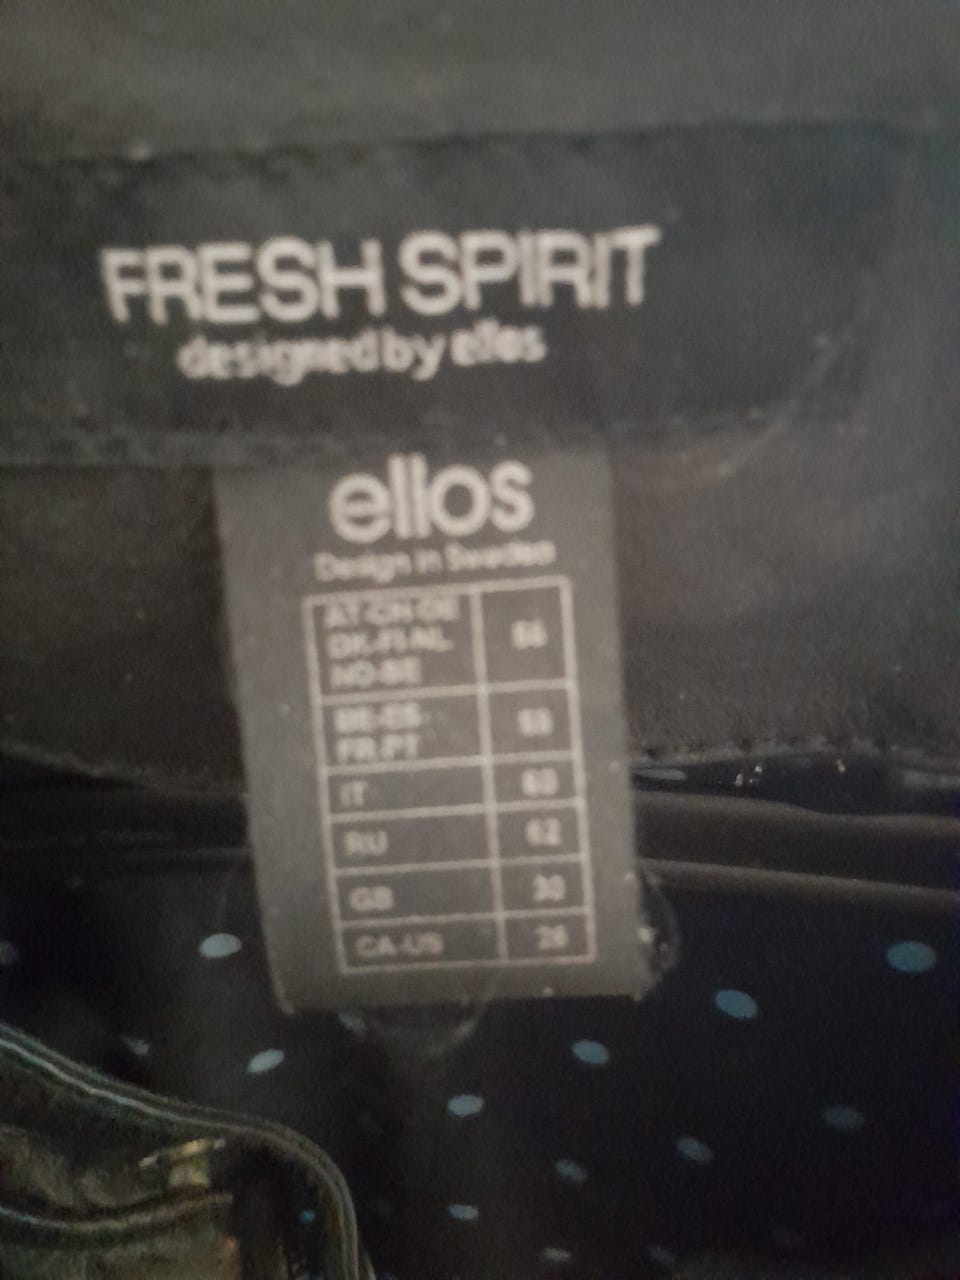 FRESH SPIRIT
designed by ellos
ellos
Design in Sweden
AT-CH-DE
DK-FI-NL
NO-SE 56
BE-ES-
FR-PT 58
IT 60
RU 62
GB 30
CA-US 26